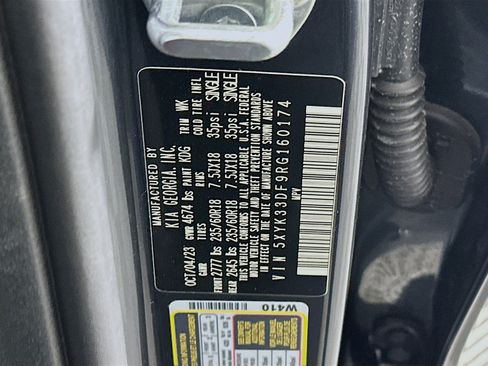 MANUFACTURED BY
KIA GEORGIA, INC.
OCT/04/23 PAINT KDG TRIM WK
GVWR 4674 lbs
GAWR TIRES RIMS COLD TIRE INFL
FRONT 2777 lbs 235/60R18 7.5JX18 35psi SINGLE
REAR 2645 lbs 235/60R18 7.5JX18 35psi SINGLE
THIS VEHICLE CONFORMS TO ALL APPLICABLE U.S.A. FEDERAL
MOTOR VEHICLE SAFETY AND THEFT PREVENTION STANDARDS
IN EFFECT ON THE DATE OF MANUFACTURE SHOWN ABOVE.
VIN 5XYK33DF9RG160174
MPV
W410